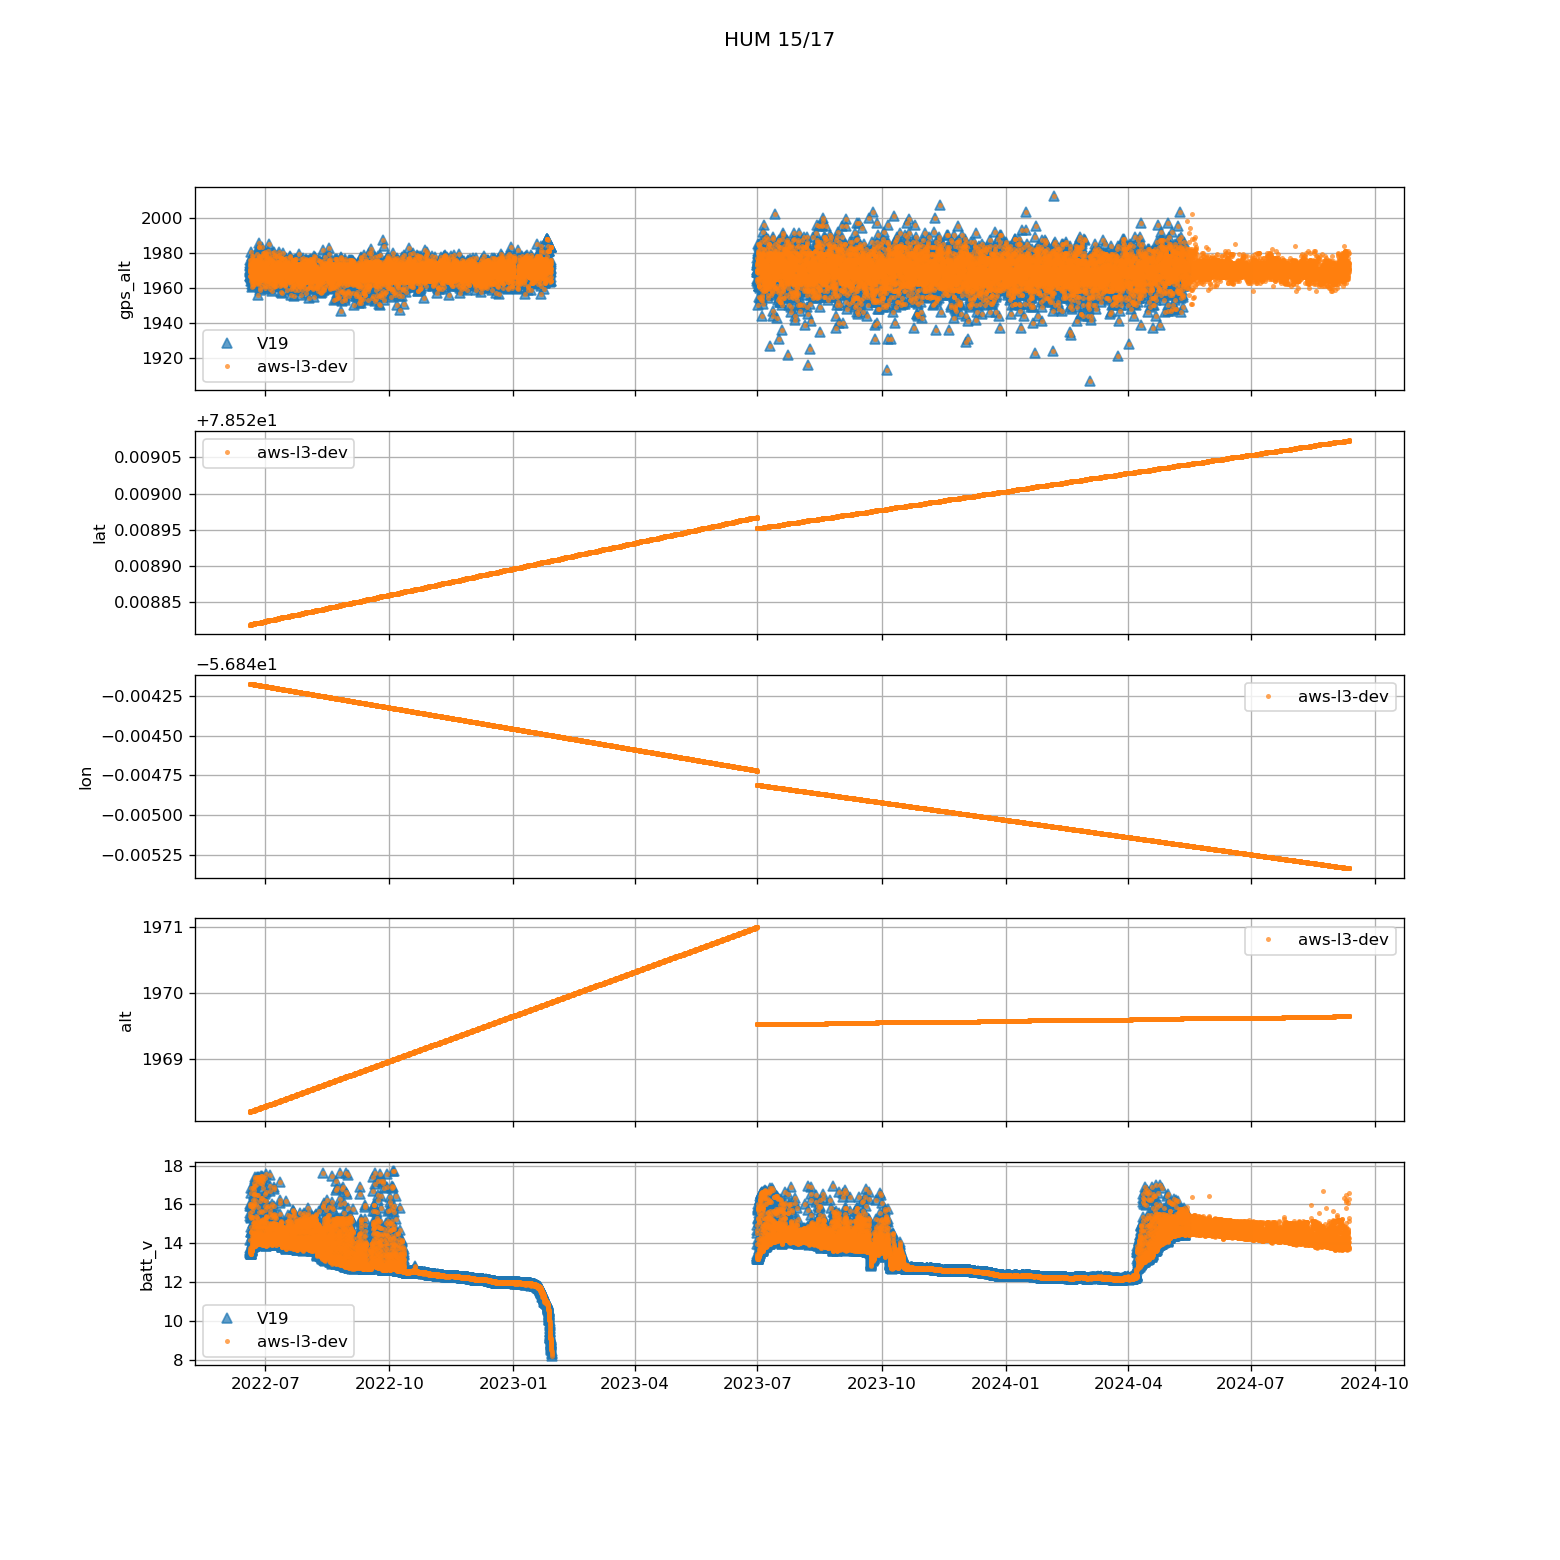 HUM 15/17
2000
1980
1960
1940
1920
gps_alt
V19
aws-l3-dev
+7.852e1
0.00905
0.00900
0.00895
0.00890
0.00885
lat
aws-l3-dev
−5.684e1
−0.00425
−0.00450
−0.00475
−0.00500
−0.00525
lon
aws-l3-dev
1971
1970
1969
alt
aws-l3-dev
18
16
14
12
10
8
batt_v
V19
aws-l3-dev
2022-07 2022-10 2023-01 2023-04 2023-07 2023-10 2024-01 2024-04 2024-07 2024-10